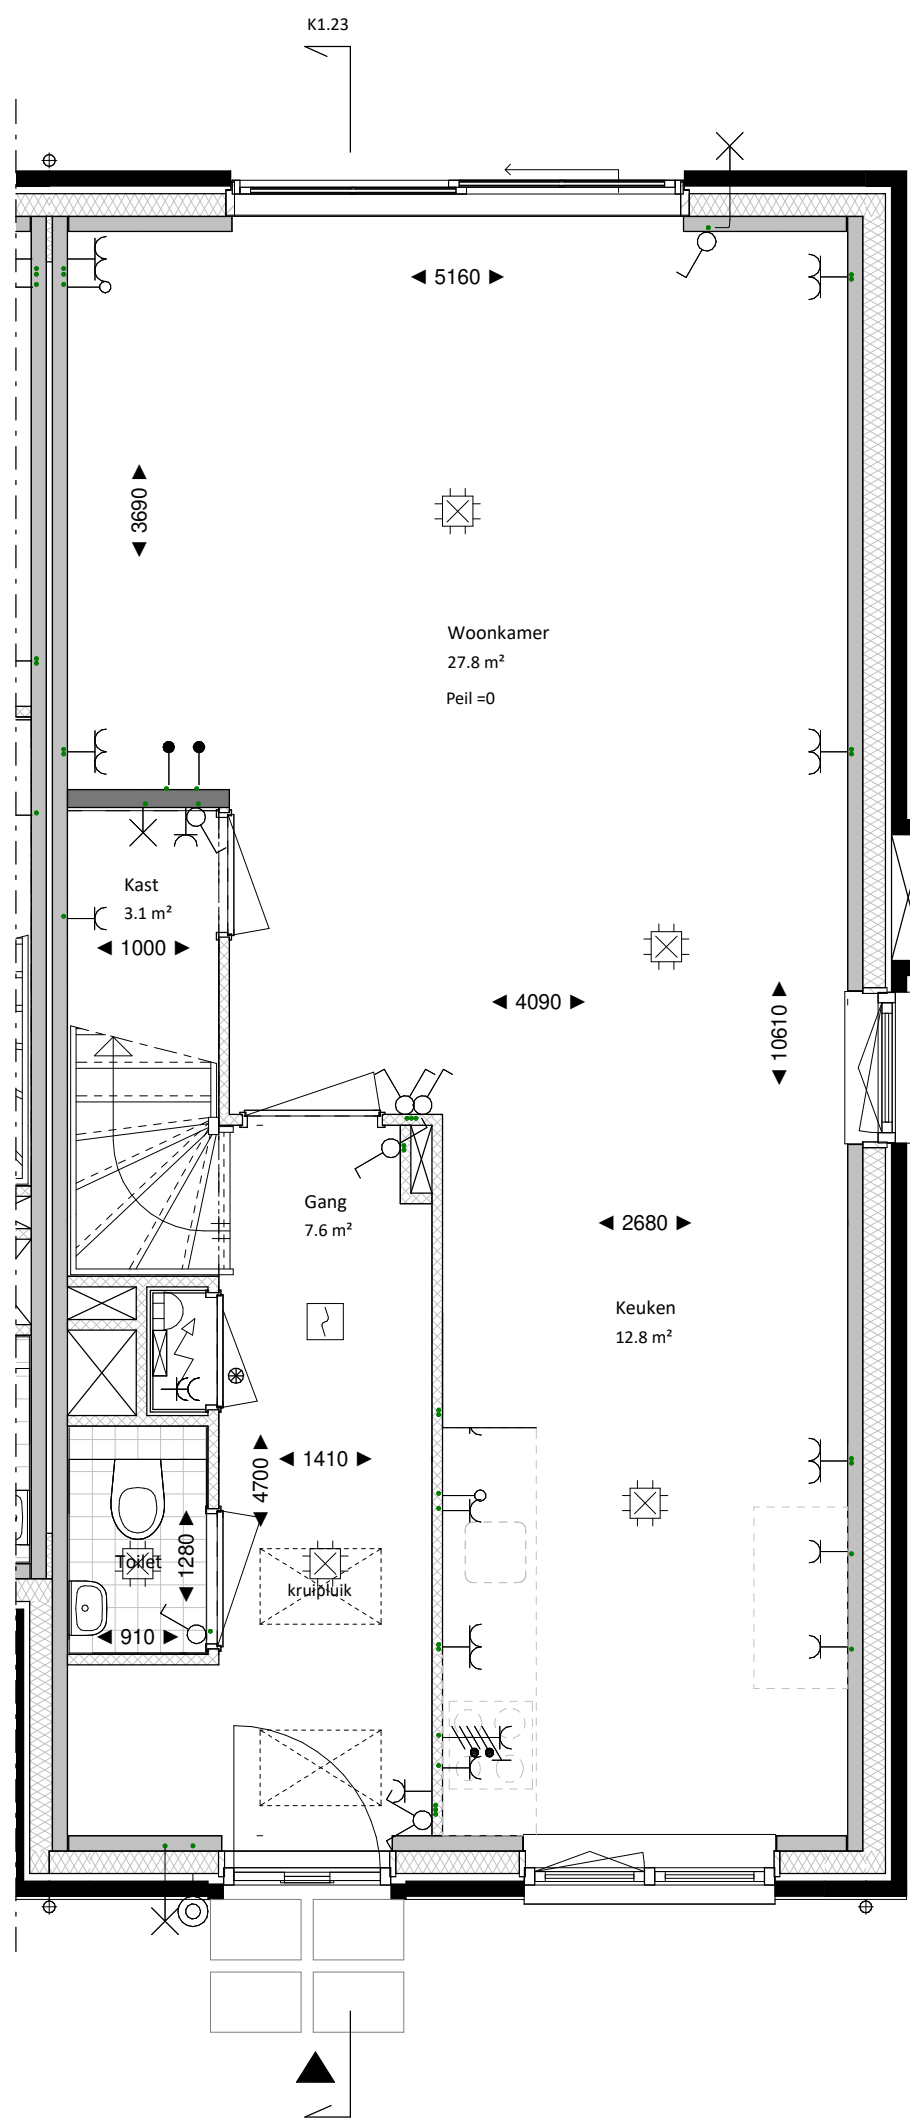 K1.23
5160
3690
Woonkamer
27.8 m²
Peil =0
Kast
3.1 m²
1000
4090
10610
Gang
7.6 m²
2680
Keuken
12.8 m²
1410
4700
1280
Toilet
kruipluik
910